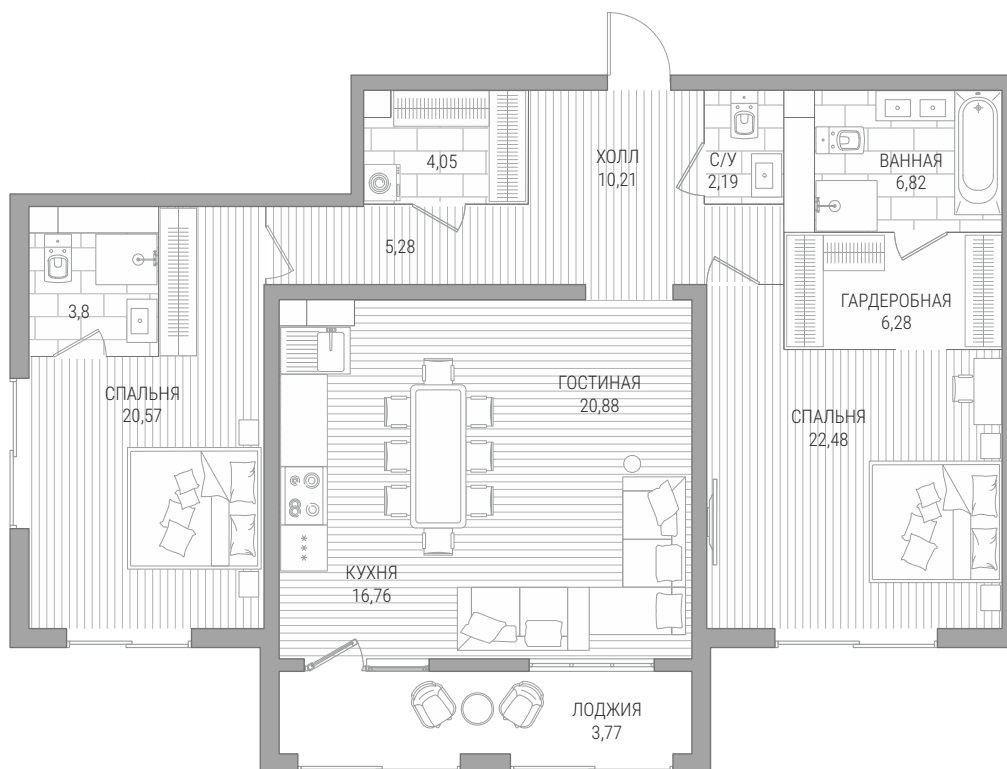 4,05
ХОЛЛ
10,21
С/У
2,19
ВАННАЯ
6,82
5,28
3,8
ГАРДЕРОБНАЯ
6,28
СПАЛЬНЯ
20,57
ГОСТИНАЯ
20,88
СПАЛЬНЯ
22,48
КУХНЯ
16,76
ЛОДЖИЯ
3,77